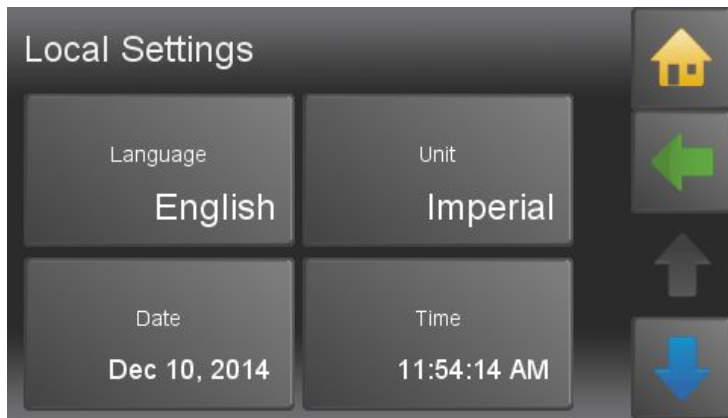 Local Settings
Language
English
Unit
Imperial
Date
Dec 10, 2014
Time
11:54:14 AM